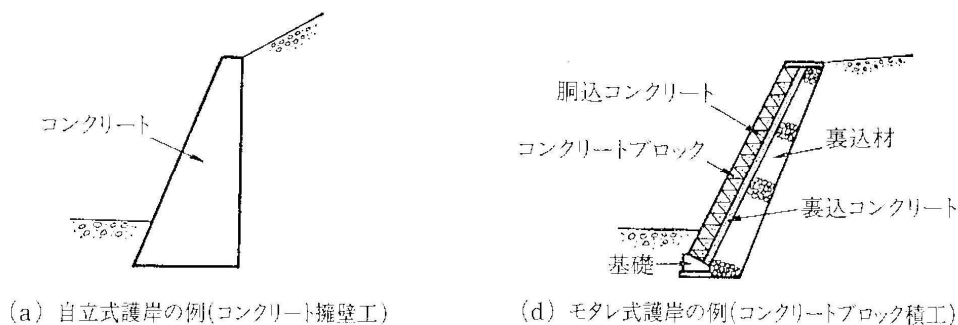 コンクリート
胴込コンクリート
コンクリートブロック
裏込材
裏込コンクリート
基礎
(a) 自立式護岸の例(コンクリート擁壁工)
(d) モタレ式護岸の例(コンクリートブロック積工)